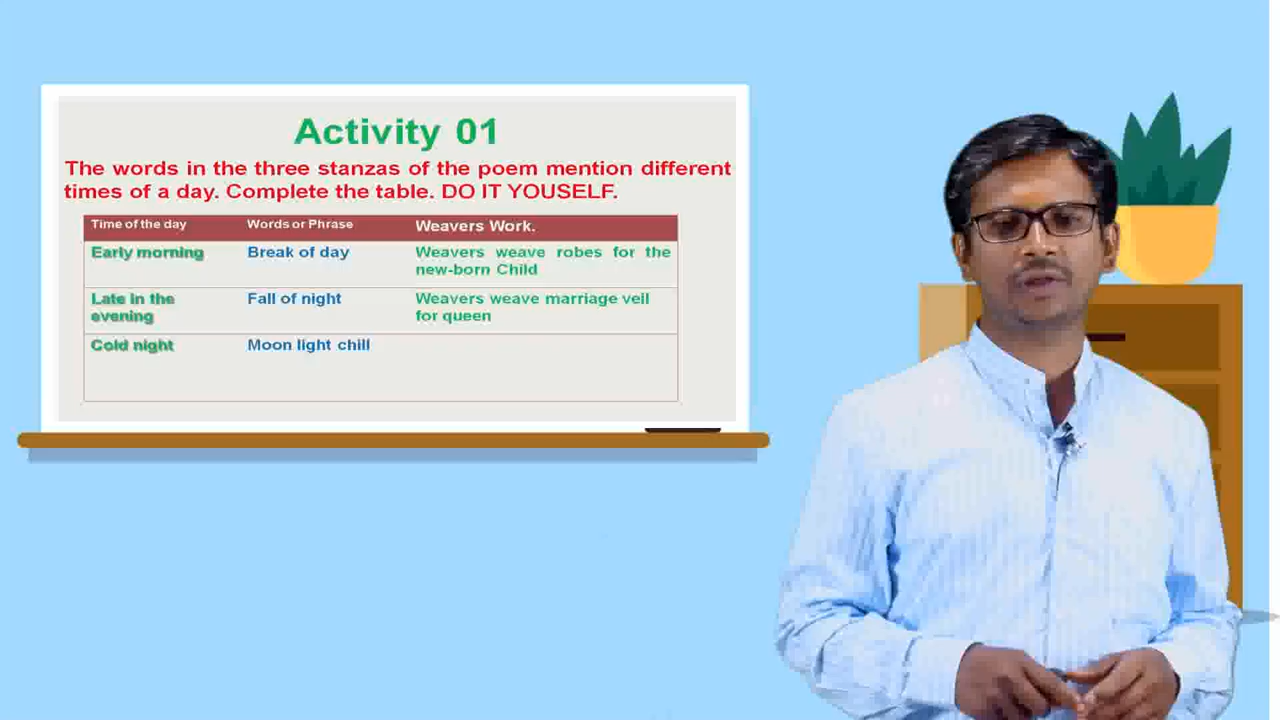 Activity 01
The words in the three stanzas of the poem mention different
times of a day. Complete the table. DO IT YOUSELF.
Time of the day Words or Phrase Weavers Work.
Early morning Break of day Weavers weave robes for the
new-born Child
Late in the Fall of night Weavers weave marriage veil
evening for queen
Cold night Moon light chill